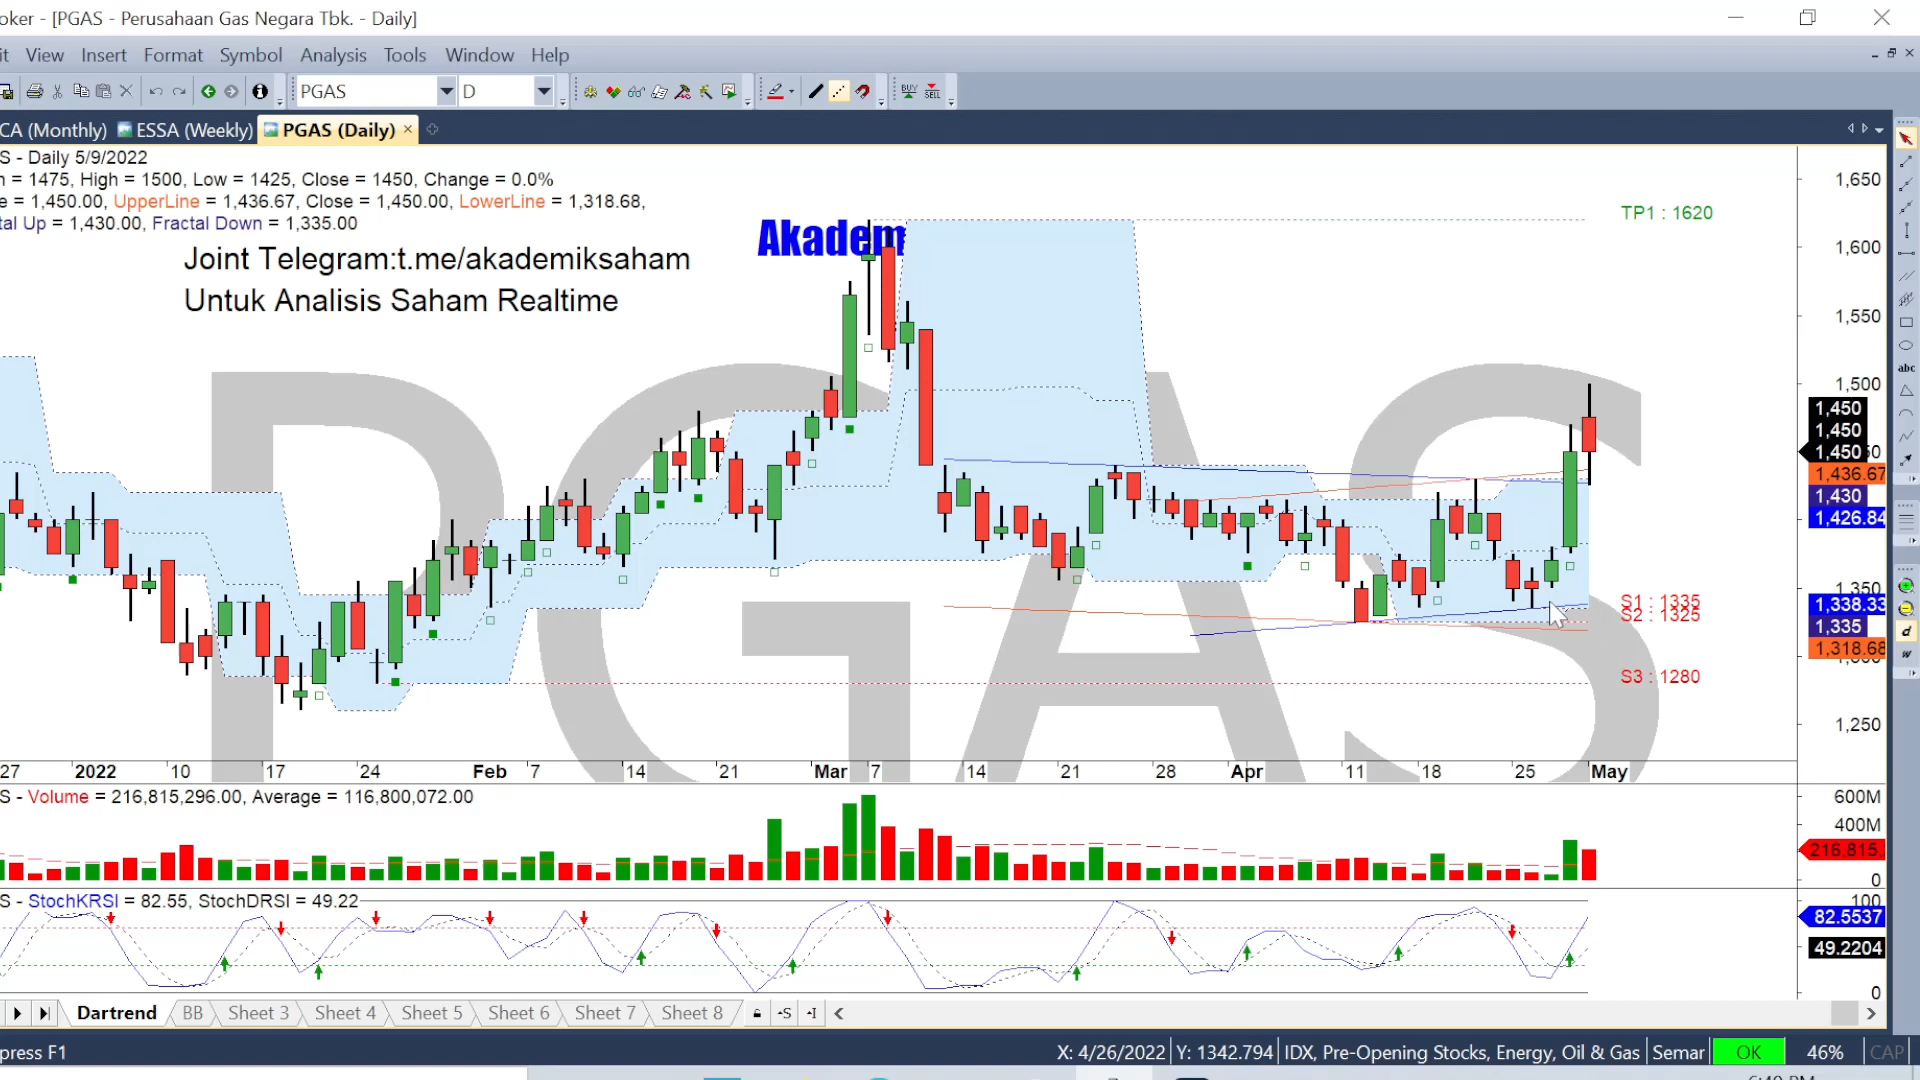 oker - [PGAS - Perusahaan Gas Negara Tbk. - Daily]
it View Insert Format Symbol Analysis Tools Window Help
PGAS D BUY SELL
CA (Monthly) ESSA (Weekly) PGAS (Daily)
S - Daily 5/9/2022
n = 1475, High = 1500, Low = 1425, Close = 1450, Change = 0.0%
e = 1,450.00, UpperLine = 1,436.67, Close = 1,450.00, LowerLine = 1,318.68,
tal Up = 1,430.00, Fractal Down = 1,335.00
Joint Telegram:t.me/akademiksaham
Untuk Analisis Saham Realtime
Akadem
PGAS
TP1 : 1620
S1 : 1335
S2 : 1325
S3 : 1280
1,650
1,600
1,550
1,500
1,450
1,450
1,450
1,436.67
1,430
1,426.84
1,350
1,338.33
1,335
1,318.68
1,250
abc
d
w
27 2022 10 17 24 Feb 7 14 21 Mar 7 14 21 28 Apr 11 18 25 May
S - Volume = 216,815,296.00, Average = 116,800,072.00
600M
400M
216,815.
0
S - StochKRSI = 82.55, StochDRSI = 49.22
100
82.5537
49.2204
0
Dartrend BB Sheet 3 Sheet 4 Sheet 5 Sheet 6 Sheet 7 Sheet 8 -S -I
press F1 X: 4/26/2022 Y: 1342.794 IDX, Pre-Opening Stocks, Energy, Oil & Gas Semar OK 46% CAP